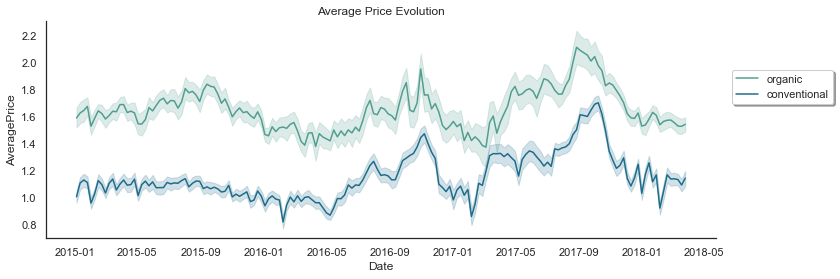 Average Price Evolution
2.2
2.0
1.8
1.6
1.4
1.2
1.0
0.8
AveragePrice
2015-01 2015-05 2015-09 2016-01 2016-05 2016-09 2017-01 2017-05 2017-09 2018-01 2018-05
Date
organic
conventional